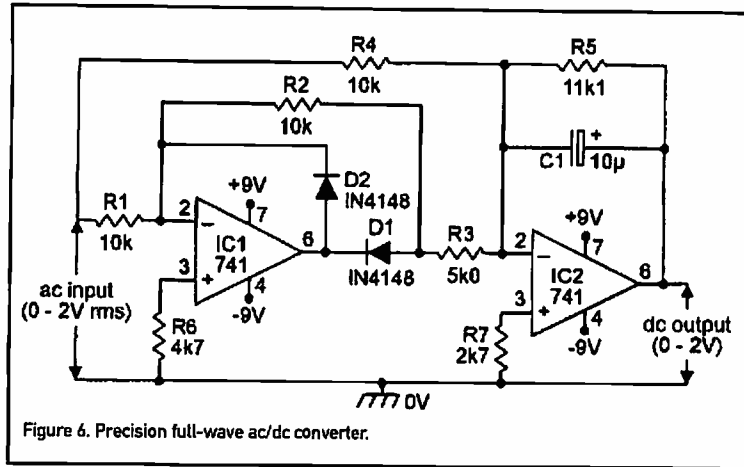 R4
10k
R5
11k1
R2
10k
C1
+
10µ
D2
IN4148
+9V
7
R1
10k
2
−
IC1
741
6
D1
IN4148
R3
5k0
+9V
7
2
−
IC2
741
6
3
+
4
-9V
3
+
4
-9V
ac input
(0 - 2V rms)
R6
4k7
R7
2k7
dc output
(0 - 2V)
0V
Figure 6. Precision full-wave ac/dc converter.